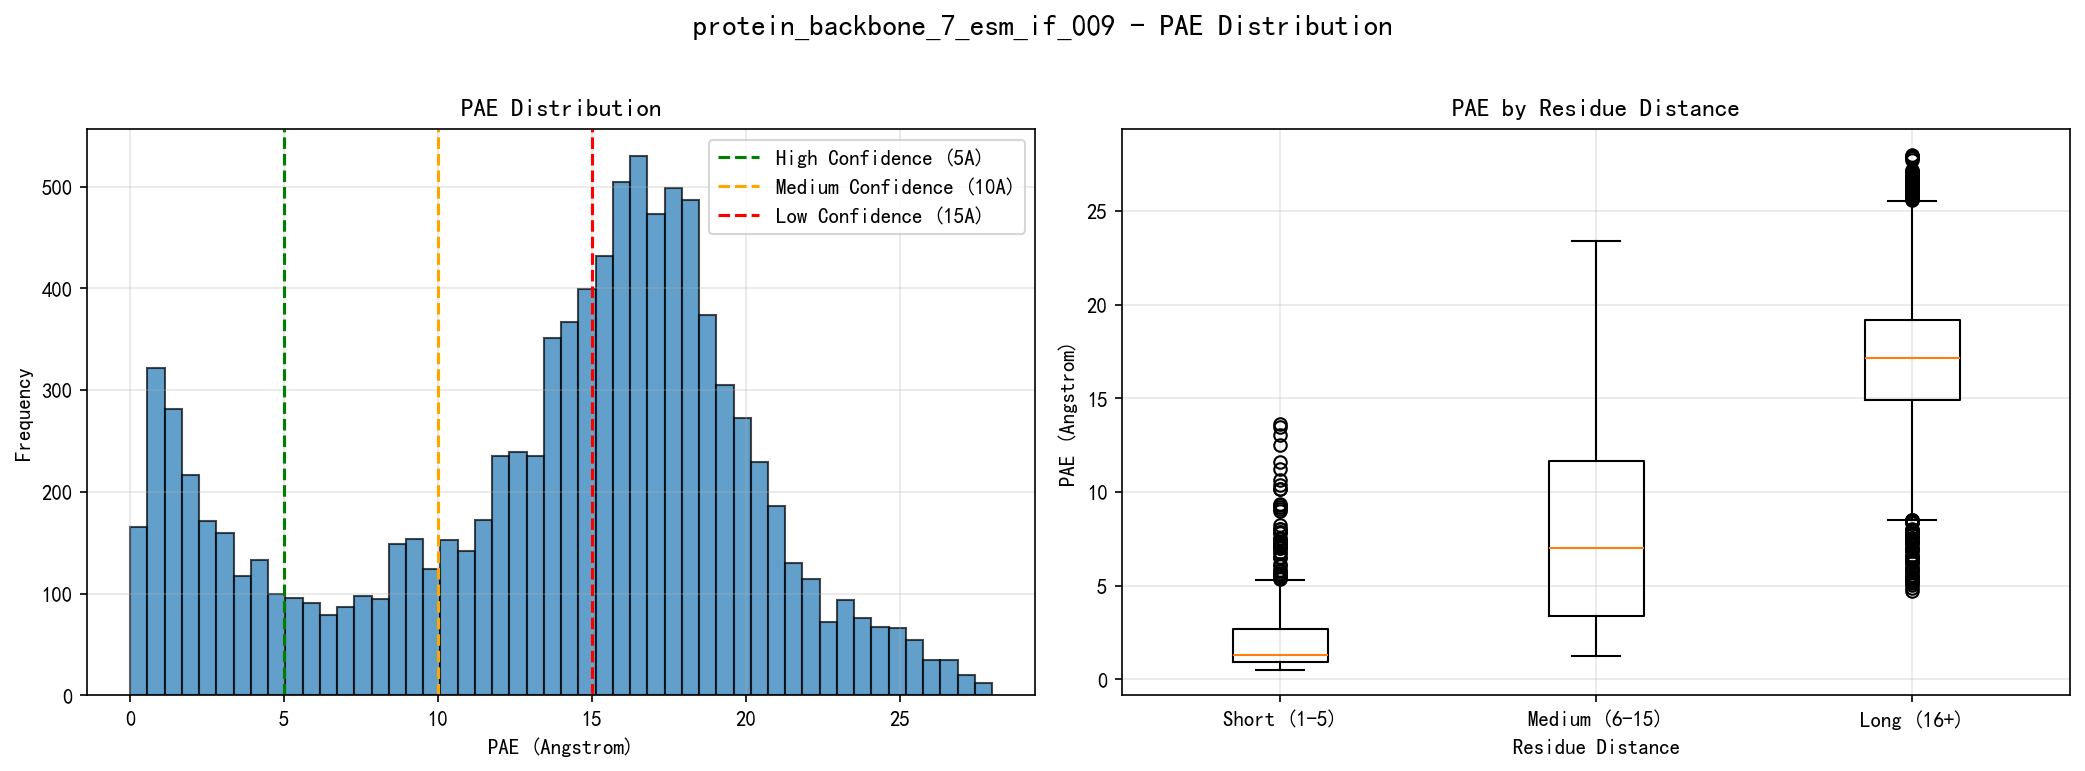 protein_backbone_7_esm_if_009 - PAE Distribution
PAE Distribution
High Confidence (5A)
Medium Confidence (10A)
Low Confidence (15A)
Frequency
500
400
300
200
100
0
0 5 10 15 20 25
PAE (Angstrom)
PAE by Residue Distance
PAE (Angstrom)
25
20
15
10
5
0
Short (1-5) Medium (6-15) Long (16+)
Residue Distance